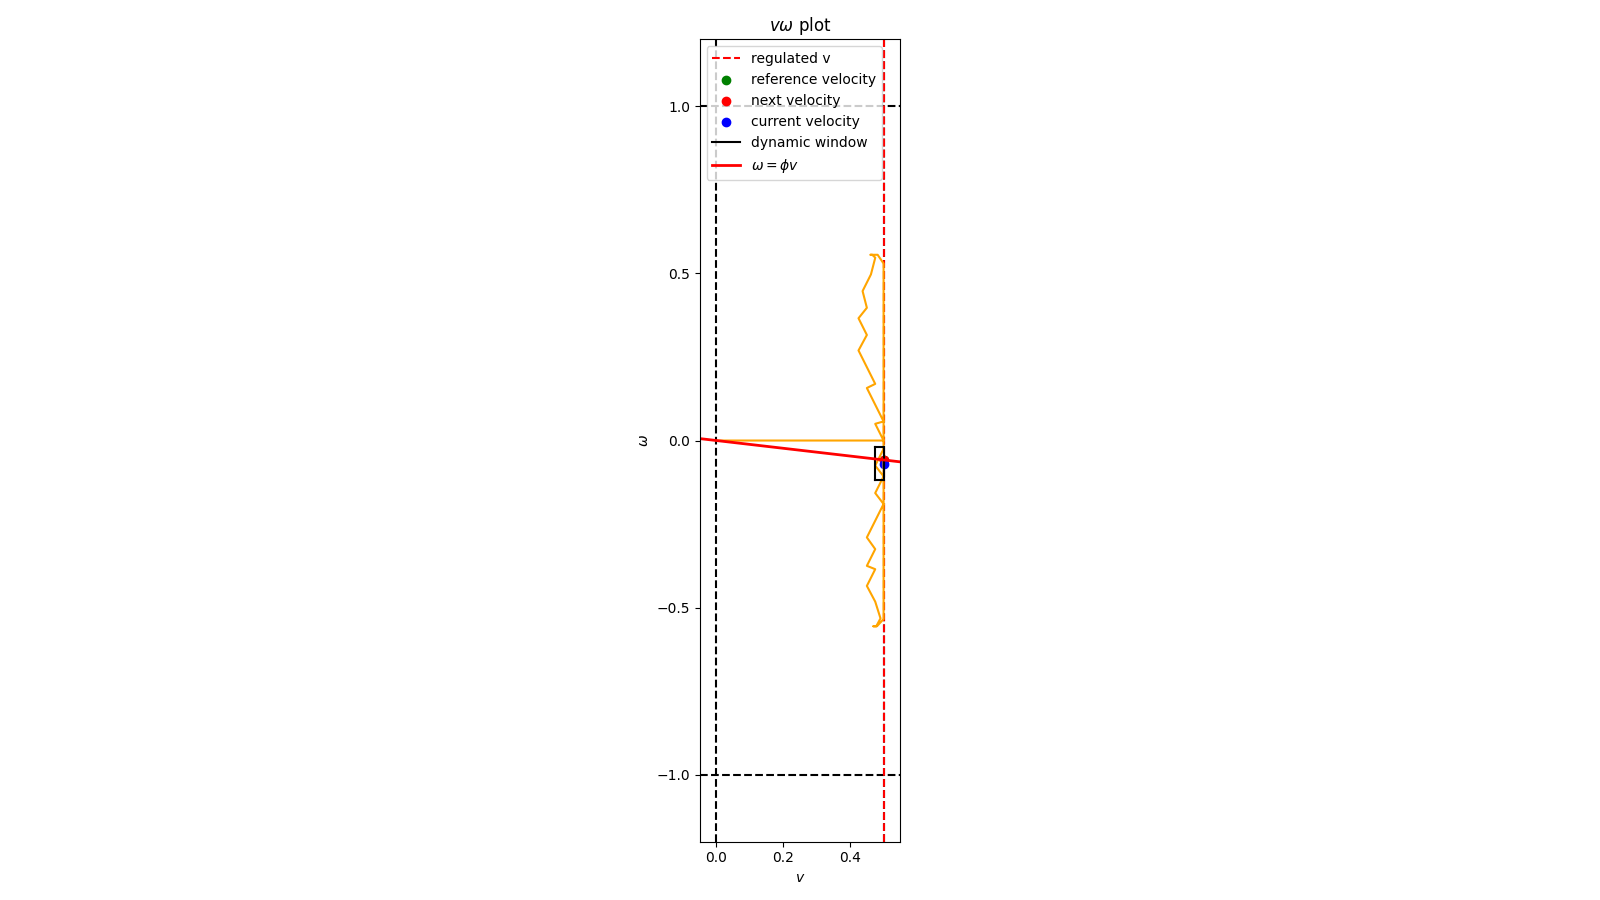 vω plot
regulated v
reference velocity
next velocity
current velocity
dynamic window
ω = ϕv
1.0
0.5
0.0
−0.5
−1.0
ω
0.0 0.2 0.4
v